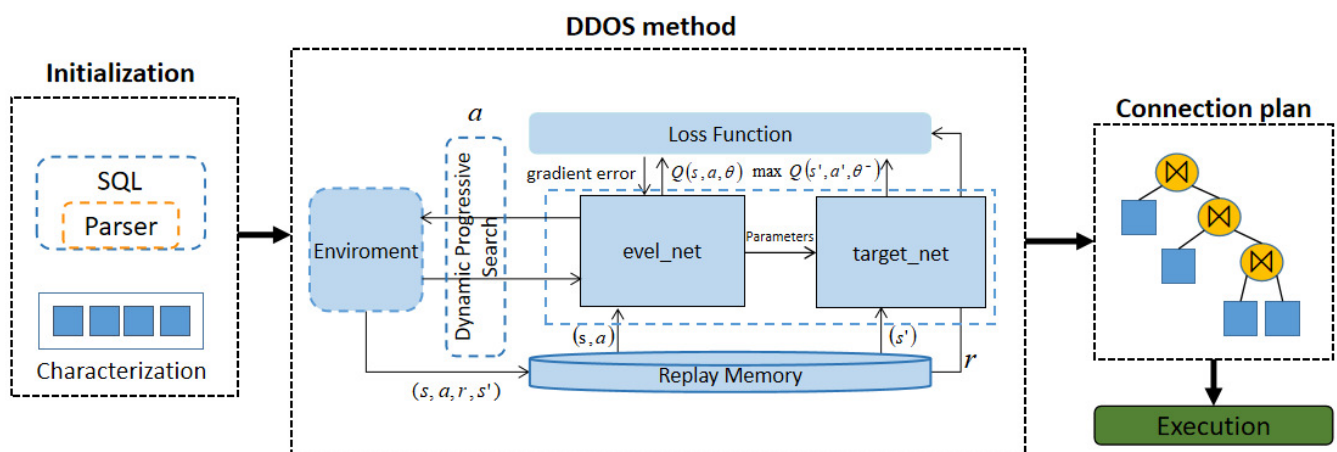 DDOS method
Initialization
Connection plan
SQL
Parser
Characterization
a
Loss Function
gradient error
Q(s,a,θ)
max Q(s',a',θ⁻)
Enviroment
Dynamic Progressive
Search
evel_net
Parameters
target_net
(s,a)
(s')
r
Replay Memory
(s,a,r,s')
Execution